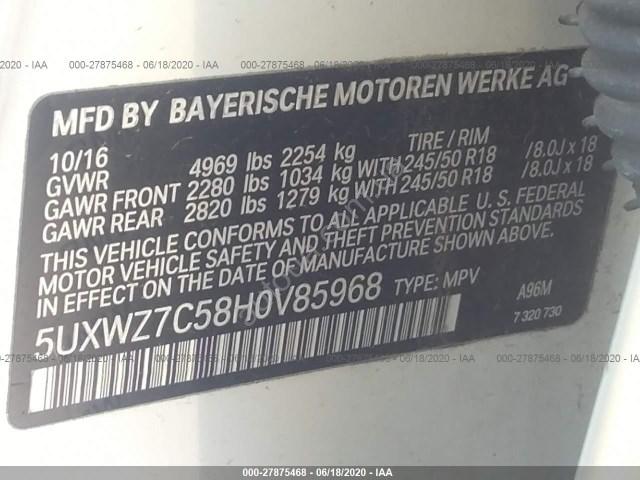 000-27875468 - 06/18/2020 - IAA
MFD BY BAYERISCHE MOTOREN WERKE AG
10/16 TIRE / RIM
GVWR 4969 lbs 2254 kg
GAWR FRONT 2280 lbs 1034 kg WITH 245/50 R18 /8.0J x 18
GAWR REAR 2820 lbs 1279 kg WITH 245/50 R18 /8.0J x 18
THIS VEHICLE CONFORMS TO ALL APPLICABLE U. S. FEDERAL
MOTOR VEHICLE SAFETY AND THEFT PREVENTION STANDARDS
IN EFFECT ON THE DATE OF MANUFACTURE SHOWN ABOVE.
5UXWZ7C58H0V85968 TYPE: MPV A96M
7 320 730
000-27875468 - 06/18/2020 - IAA
000-27875468 - 06/18/2020 - IAA